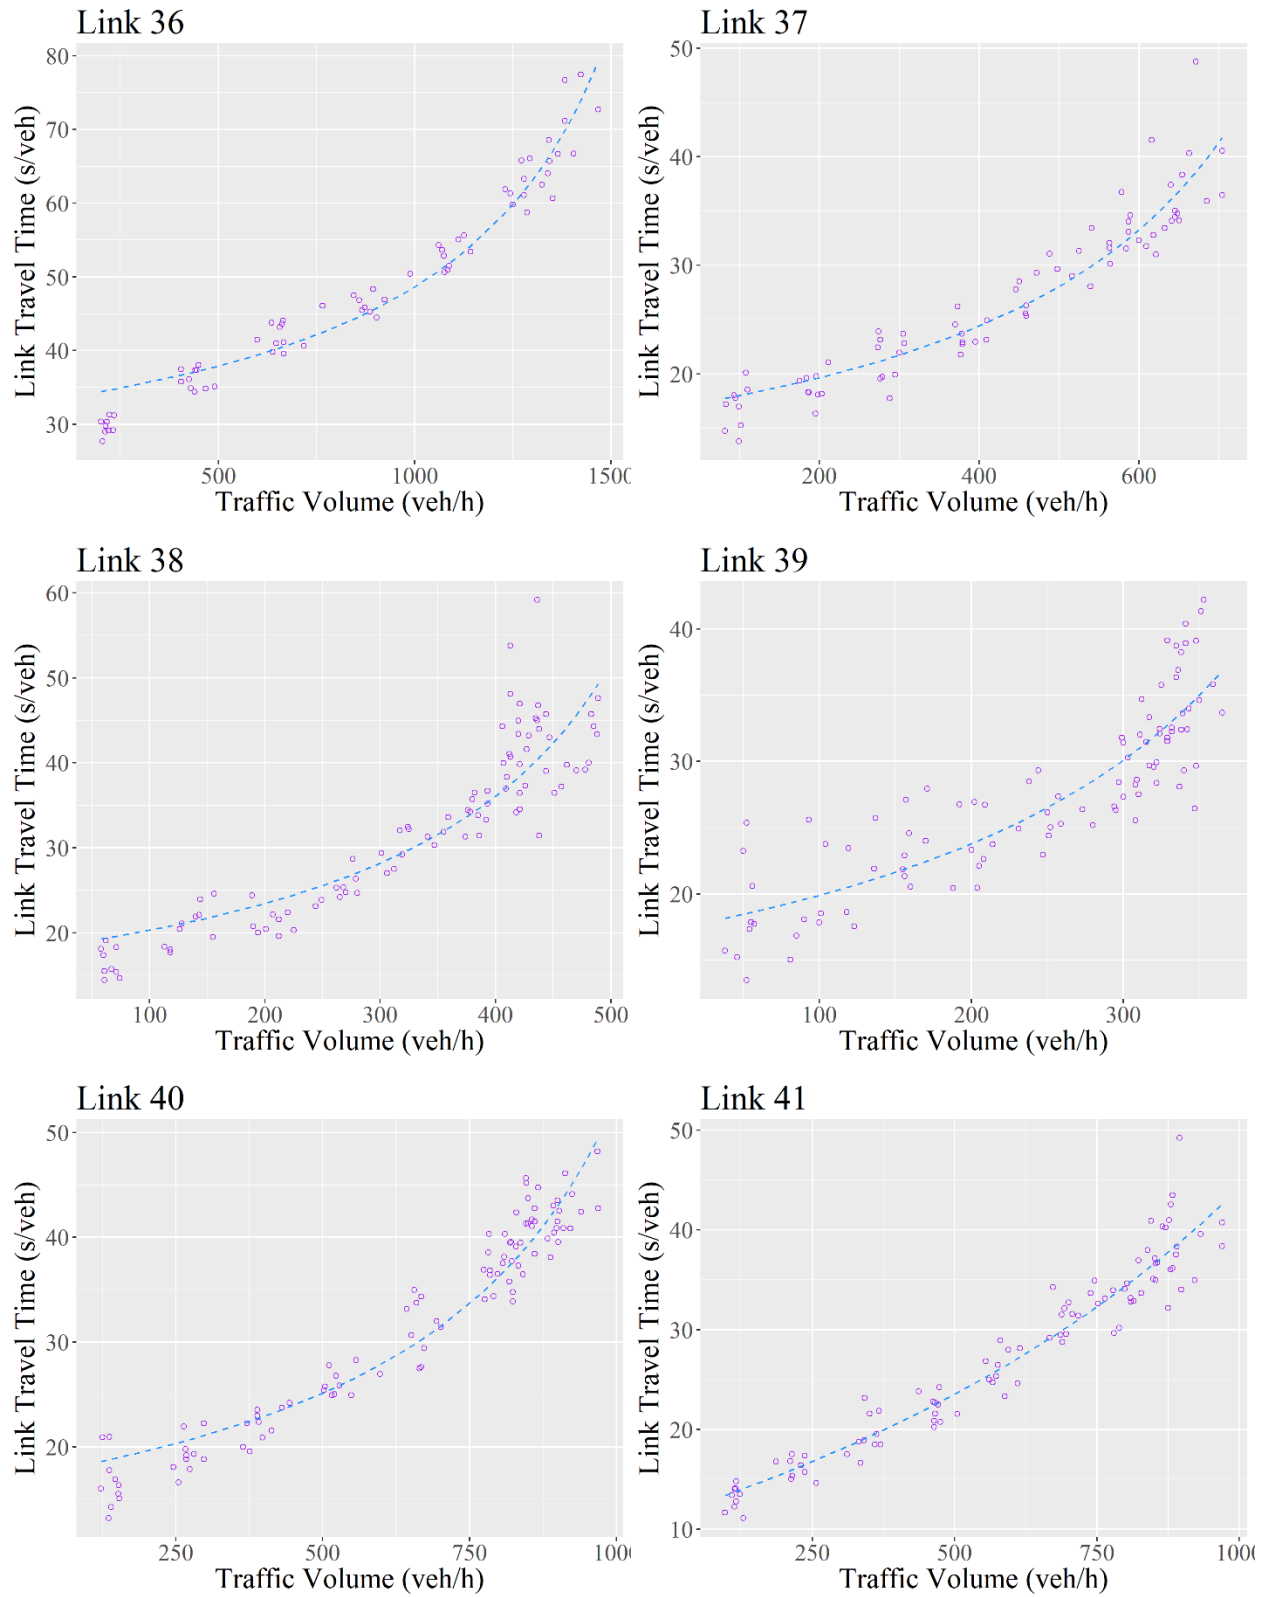 Link 36
Link Travel Time (s/veh)
80
70
60
50
40
30
500
1000
1500
Traffic Volume (veh/h)
Link 37
Link Travel Time (s/veh)
50
40
30
20
200
400
600
Traffic Volume (veh/h)
Link 38
Link Travel Time (s/veh)
60
50
40
30
20
100
200
300
400
500
Traffic Volume (veh/h)
Link 39
Link Travel Time (s/veh)
40
30
20
100
200
300
Traffic Volume (veh/h)
Link 40
Link Travel Time (s/veh)
50
40
30
20
250
500
750
1000
Traffic Volume (veh/h)
Link 41
Link Travel Time (s/veh)
50
40
30
20
10
250
500
750
1000
Traffic Volume (veh/h)